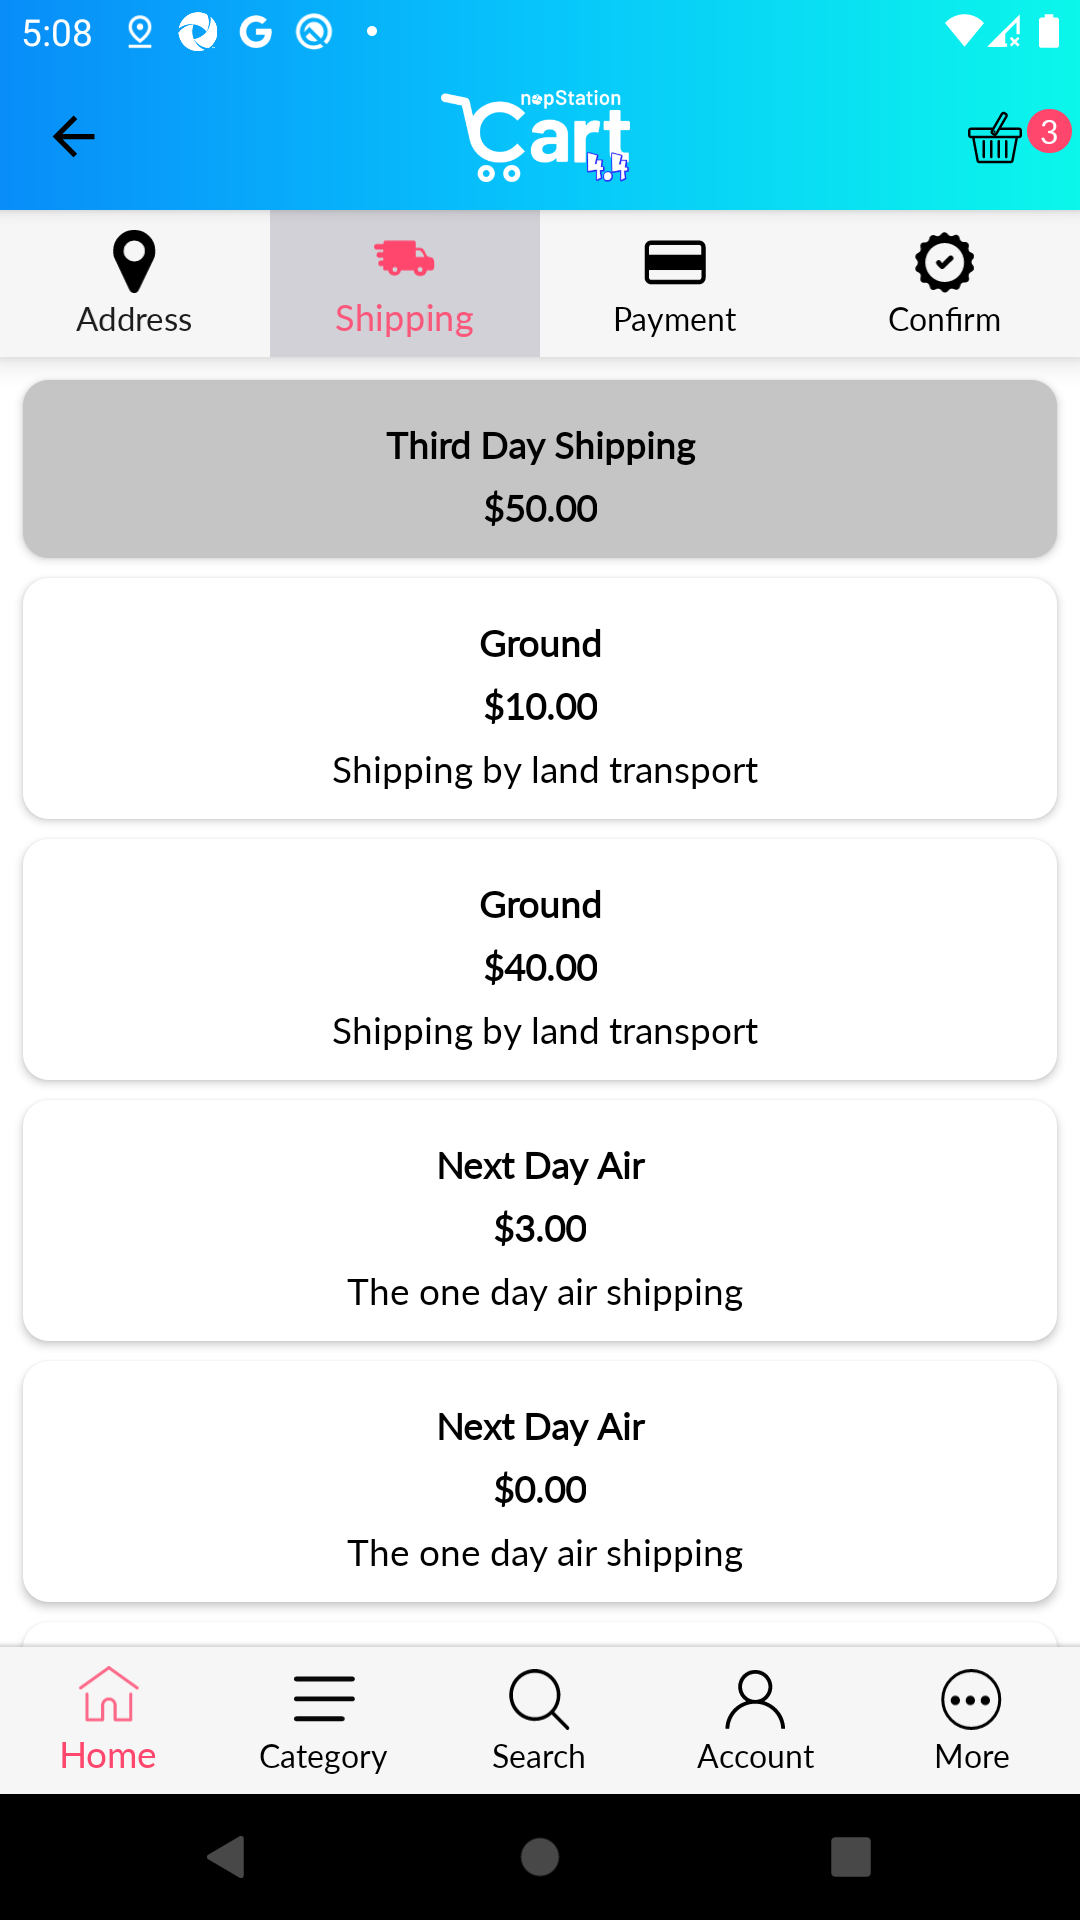 5:08
nopStation
Cart
4.4
3
Address
Shipping
Payment
Confirm
Third Day Shipping
$50.00
Ground
$10.00
Shipping by land transport
Ground
$40.00
Shipping by land transport
Next Day Air
$3.00
The one day air shipping
Next Day Air
$0.00
The one day air shipping
Home
Category
Search
Account
More